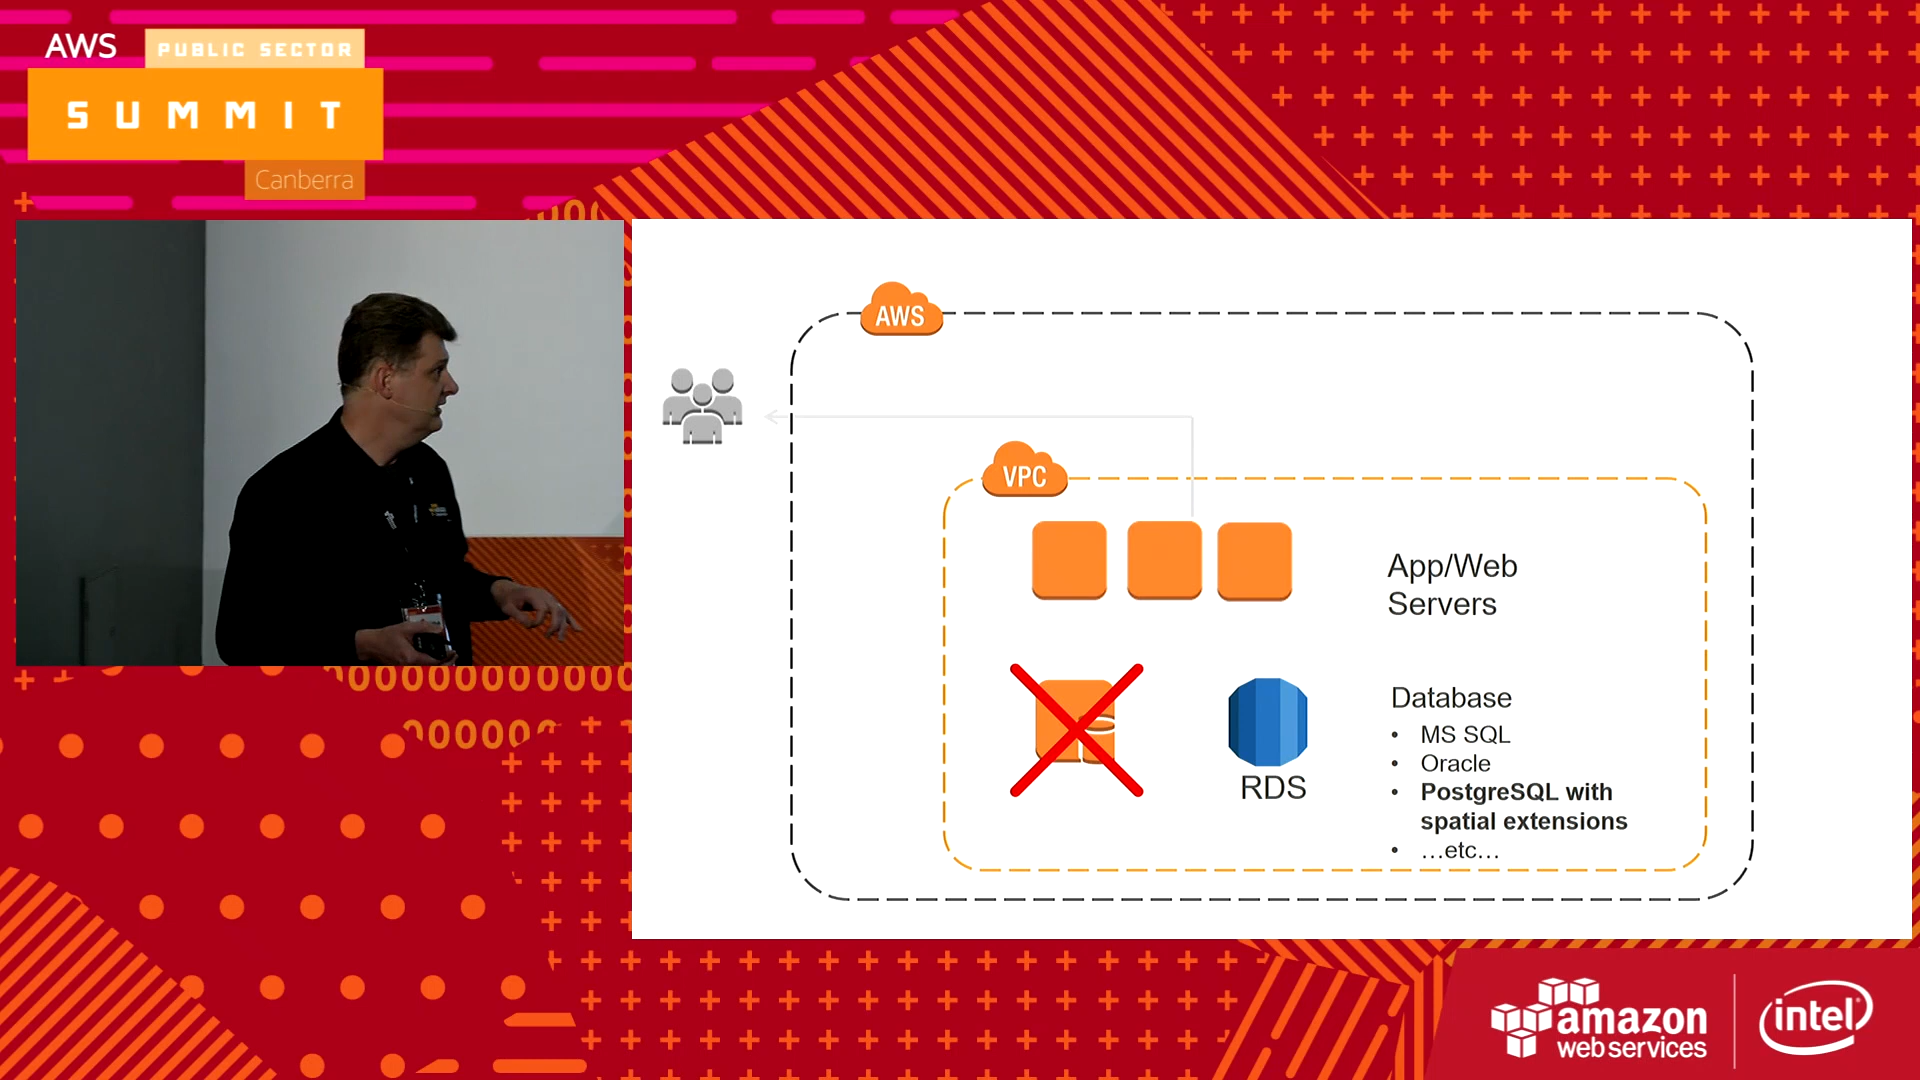 AWS
PUBLIC SECTOR
SUMMIT
Canberra
AWS
VPC
App/Web
Servers
RDS
Database
• MS SQL
• Oracle
• PostgreSQL with
spatial extensions
• …etc…
amazon
web services
intel